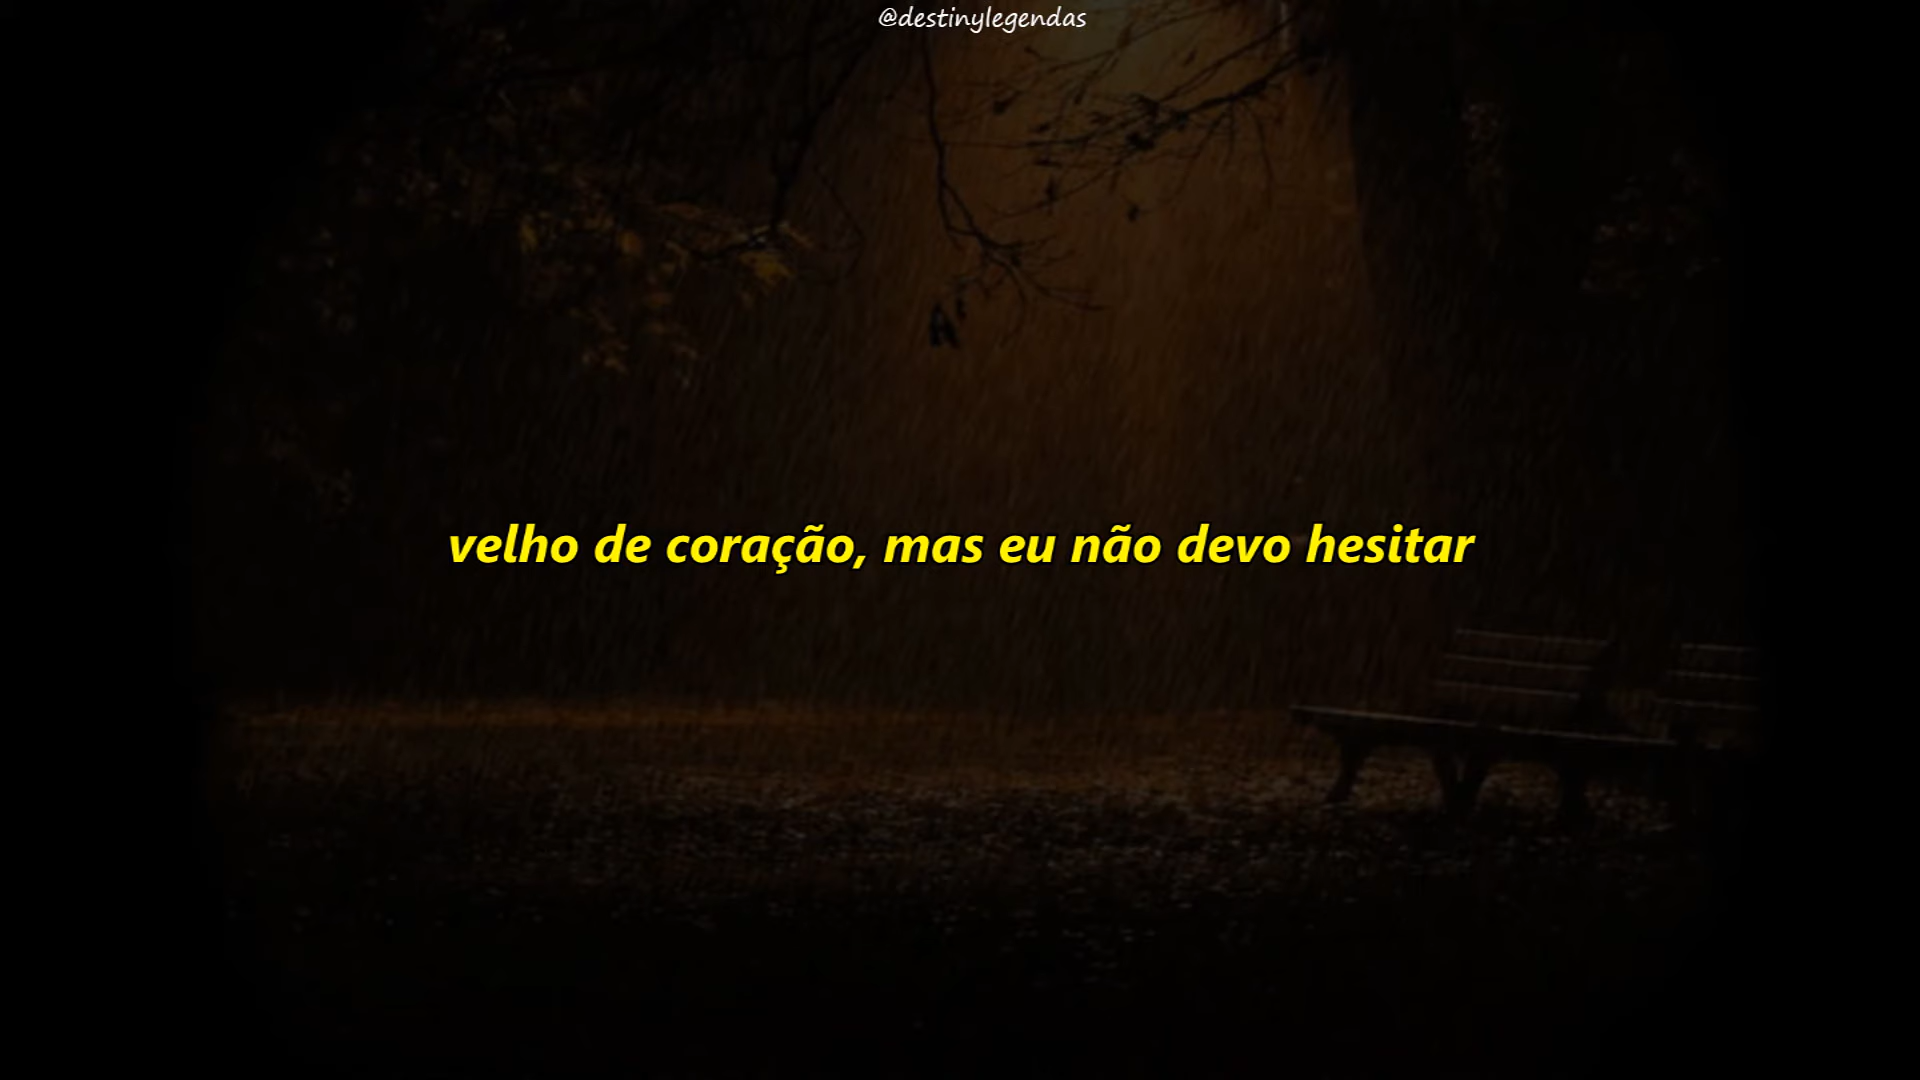 @destinylegendas
velho de coração, mas eu não devo hesitar